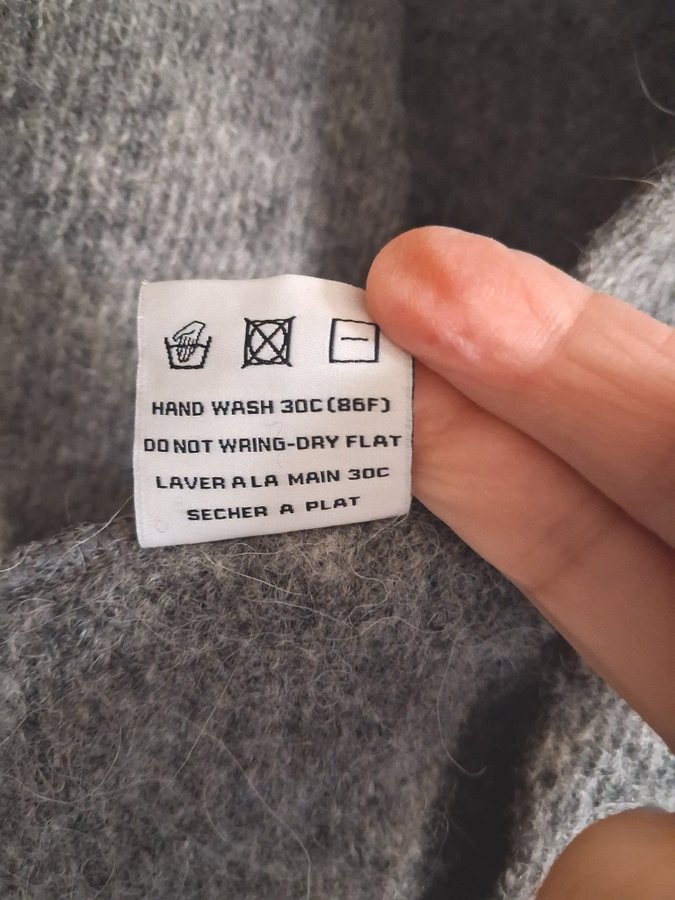 HAND WASH 30C (86F)
DO NOT WRING-DRY FLAT
LAVER A LA MAIN 30C
SECHER A PLAT